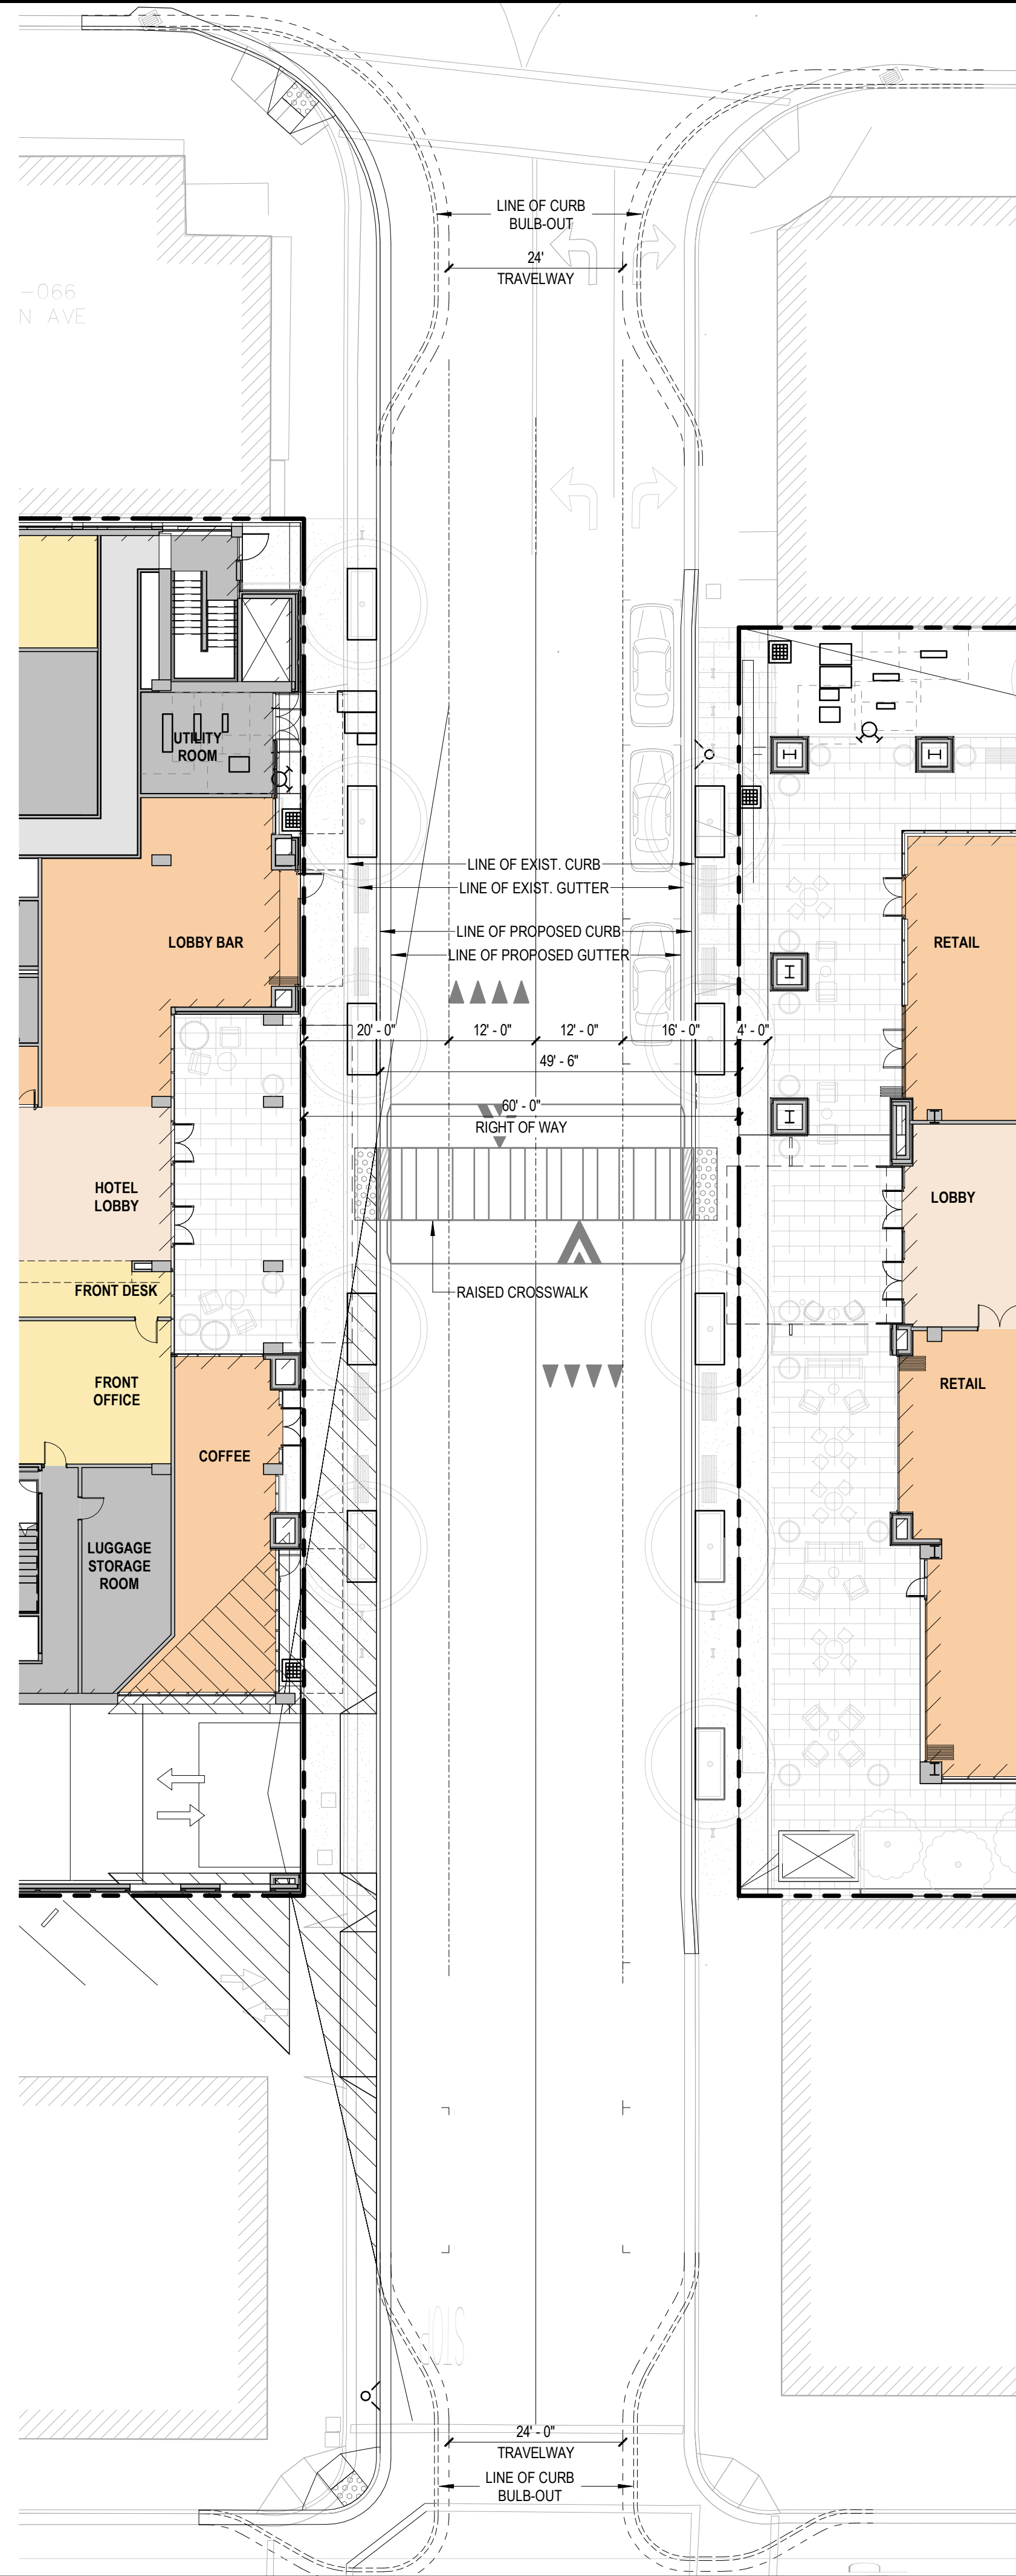 LINE OF CURB
BULB-OUT
24'
TRAVELWAY
-066
N AVE
UTILITY
ROOM
LINE OF EXIST. CURB
LINE OF EXIST. GUTTER
LINE OF PROPOSED CURB
LINE OF PROPOSED GUTTER
LOBBY BAR
RETAIL
20' - 0"
12' - 0"
12' - 0"
16' - 0"
4' - 0"
49' - 6"
60' - 0"
RIGHT OF WAY
HOTEL
LOBBY
LOBBY
FRONT DESK
RAISED CROSSWALK
FRONT
OFFICE
RETAIL
COFFEE
LUGGAGE
STORAGE
ROOM
STOP
24' - 0"
TRAVELWAY
LINE OF CURB
BULB-OUT